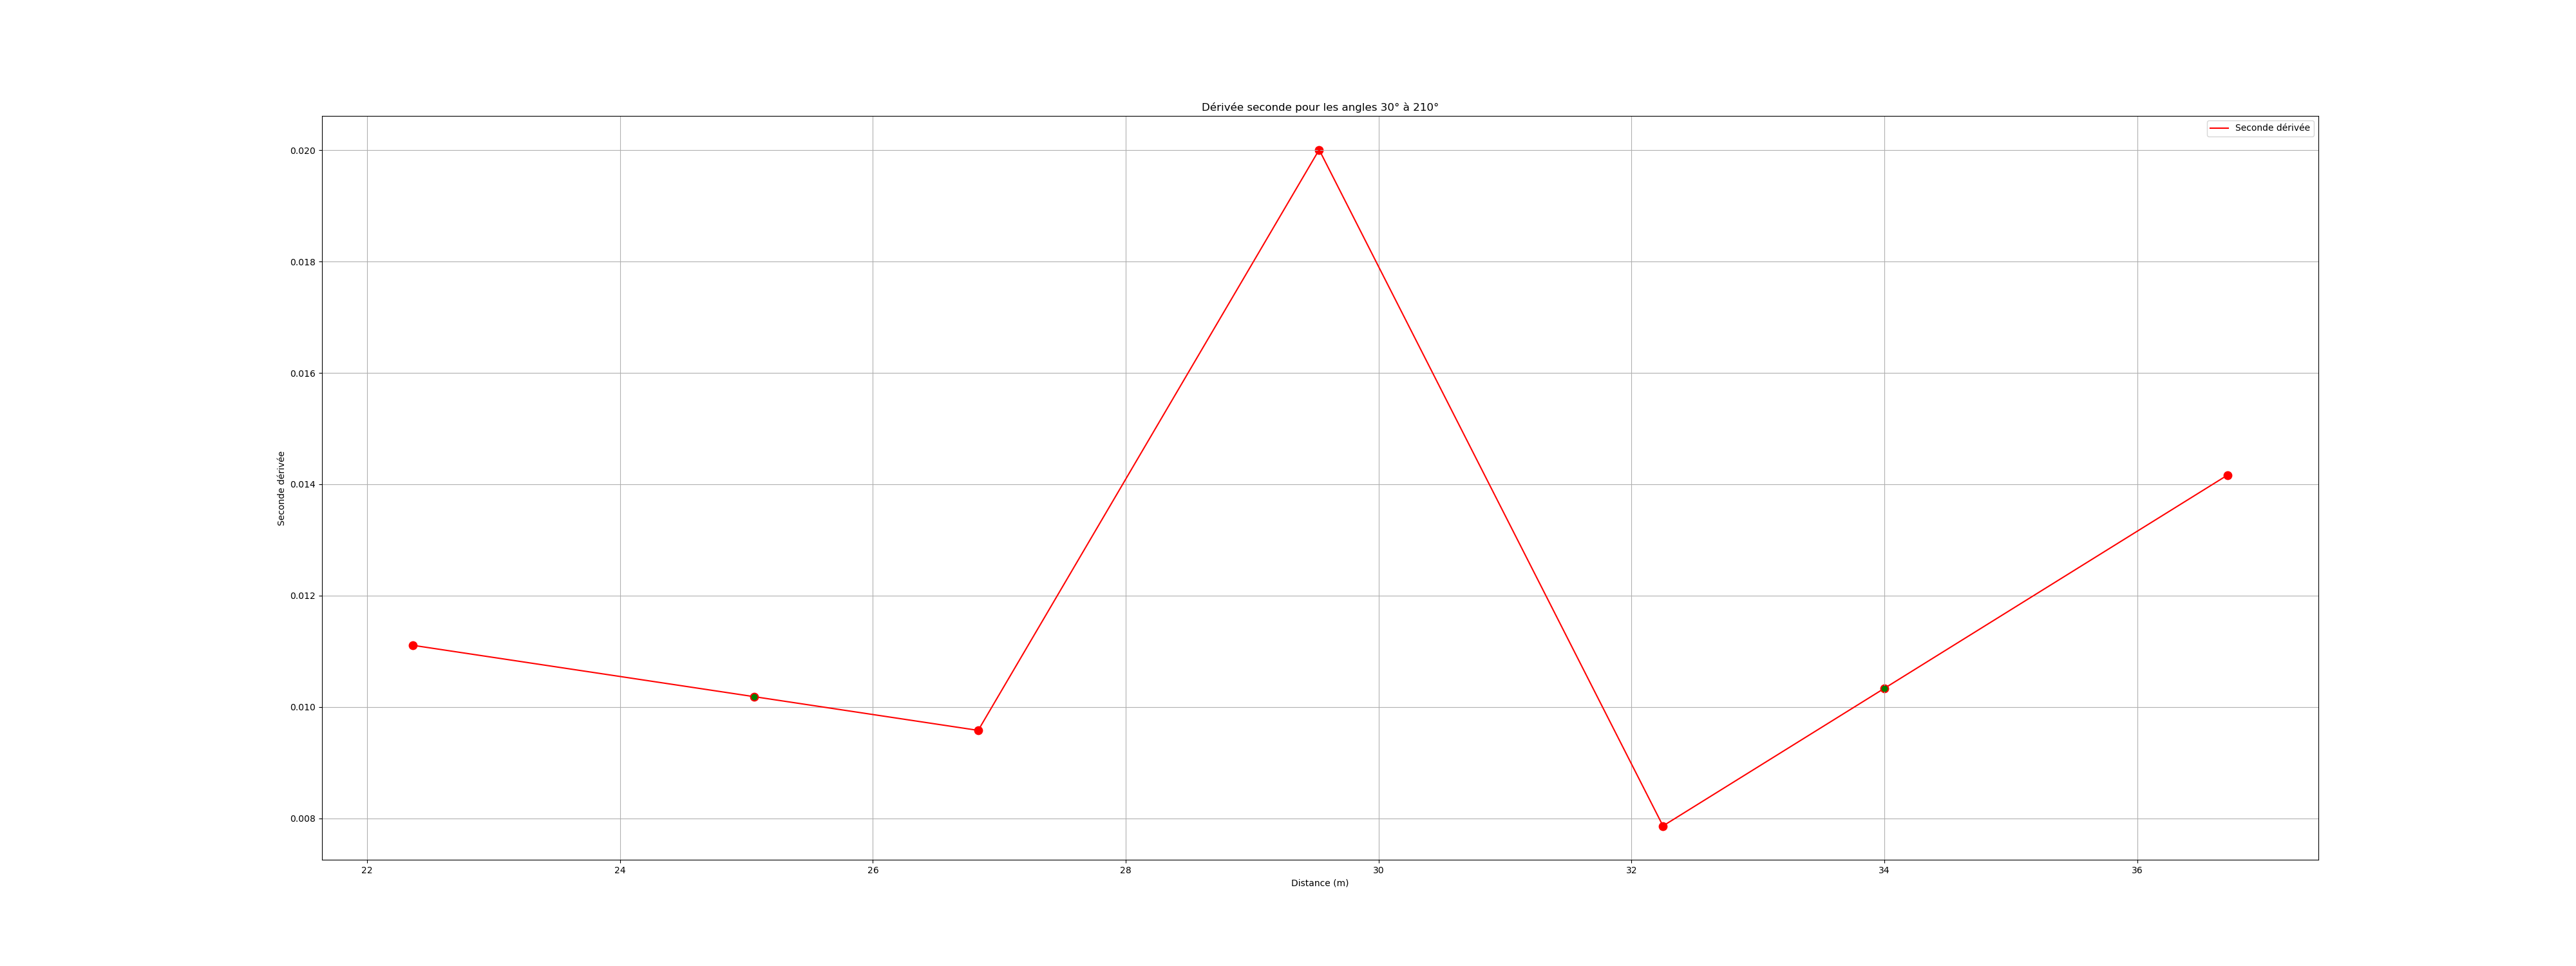 Dérivée seconde pour les angles 30° à 210°
Seconde dérivée
0.020
0.018
0.016
0.014
0.012
0.010
0.008
Seconde dérivée
22 24 26 28 30 32 34 36
Distance (m)